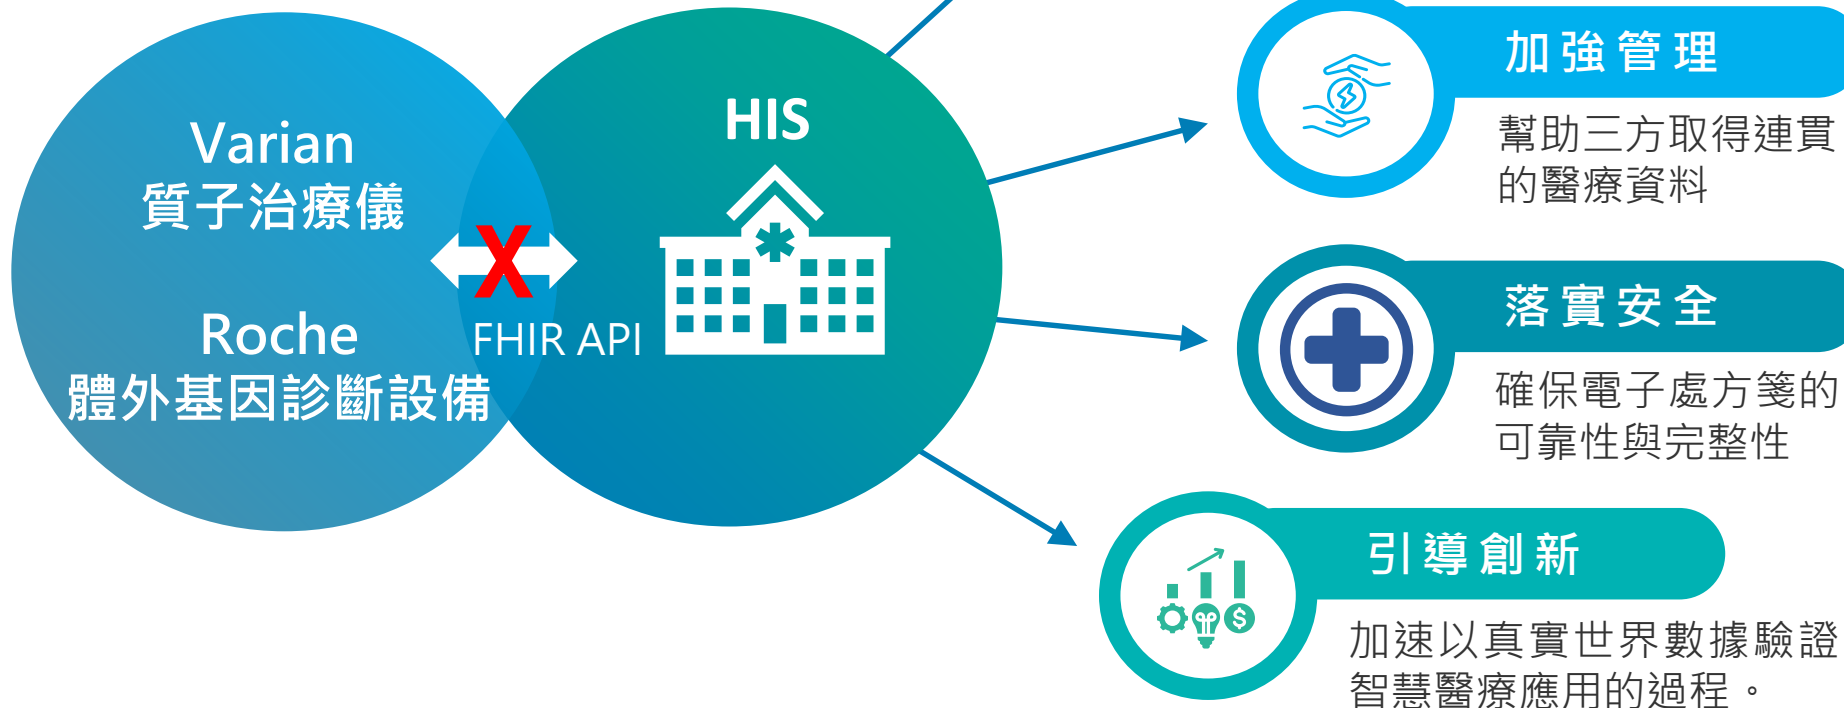 Varian
質子治療儀
Roche
體外基因診斷設備
X
FHIR API
HIS
加強管理
幫助三方取得連貫
的醫療資料
落實安全
確保電子處方箋的
可靠性與完整性
引導創新
加速以真實世界數據驗證
智慧醫療應用的過程。